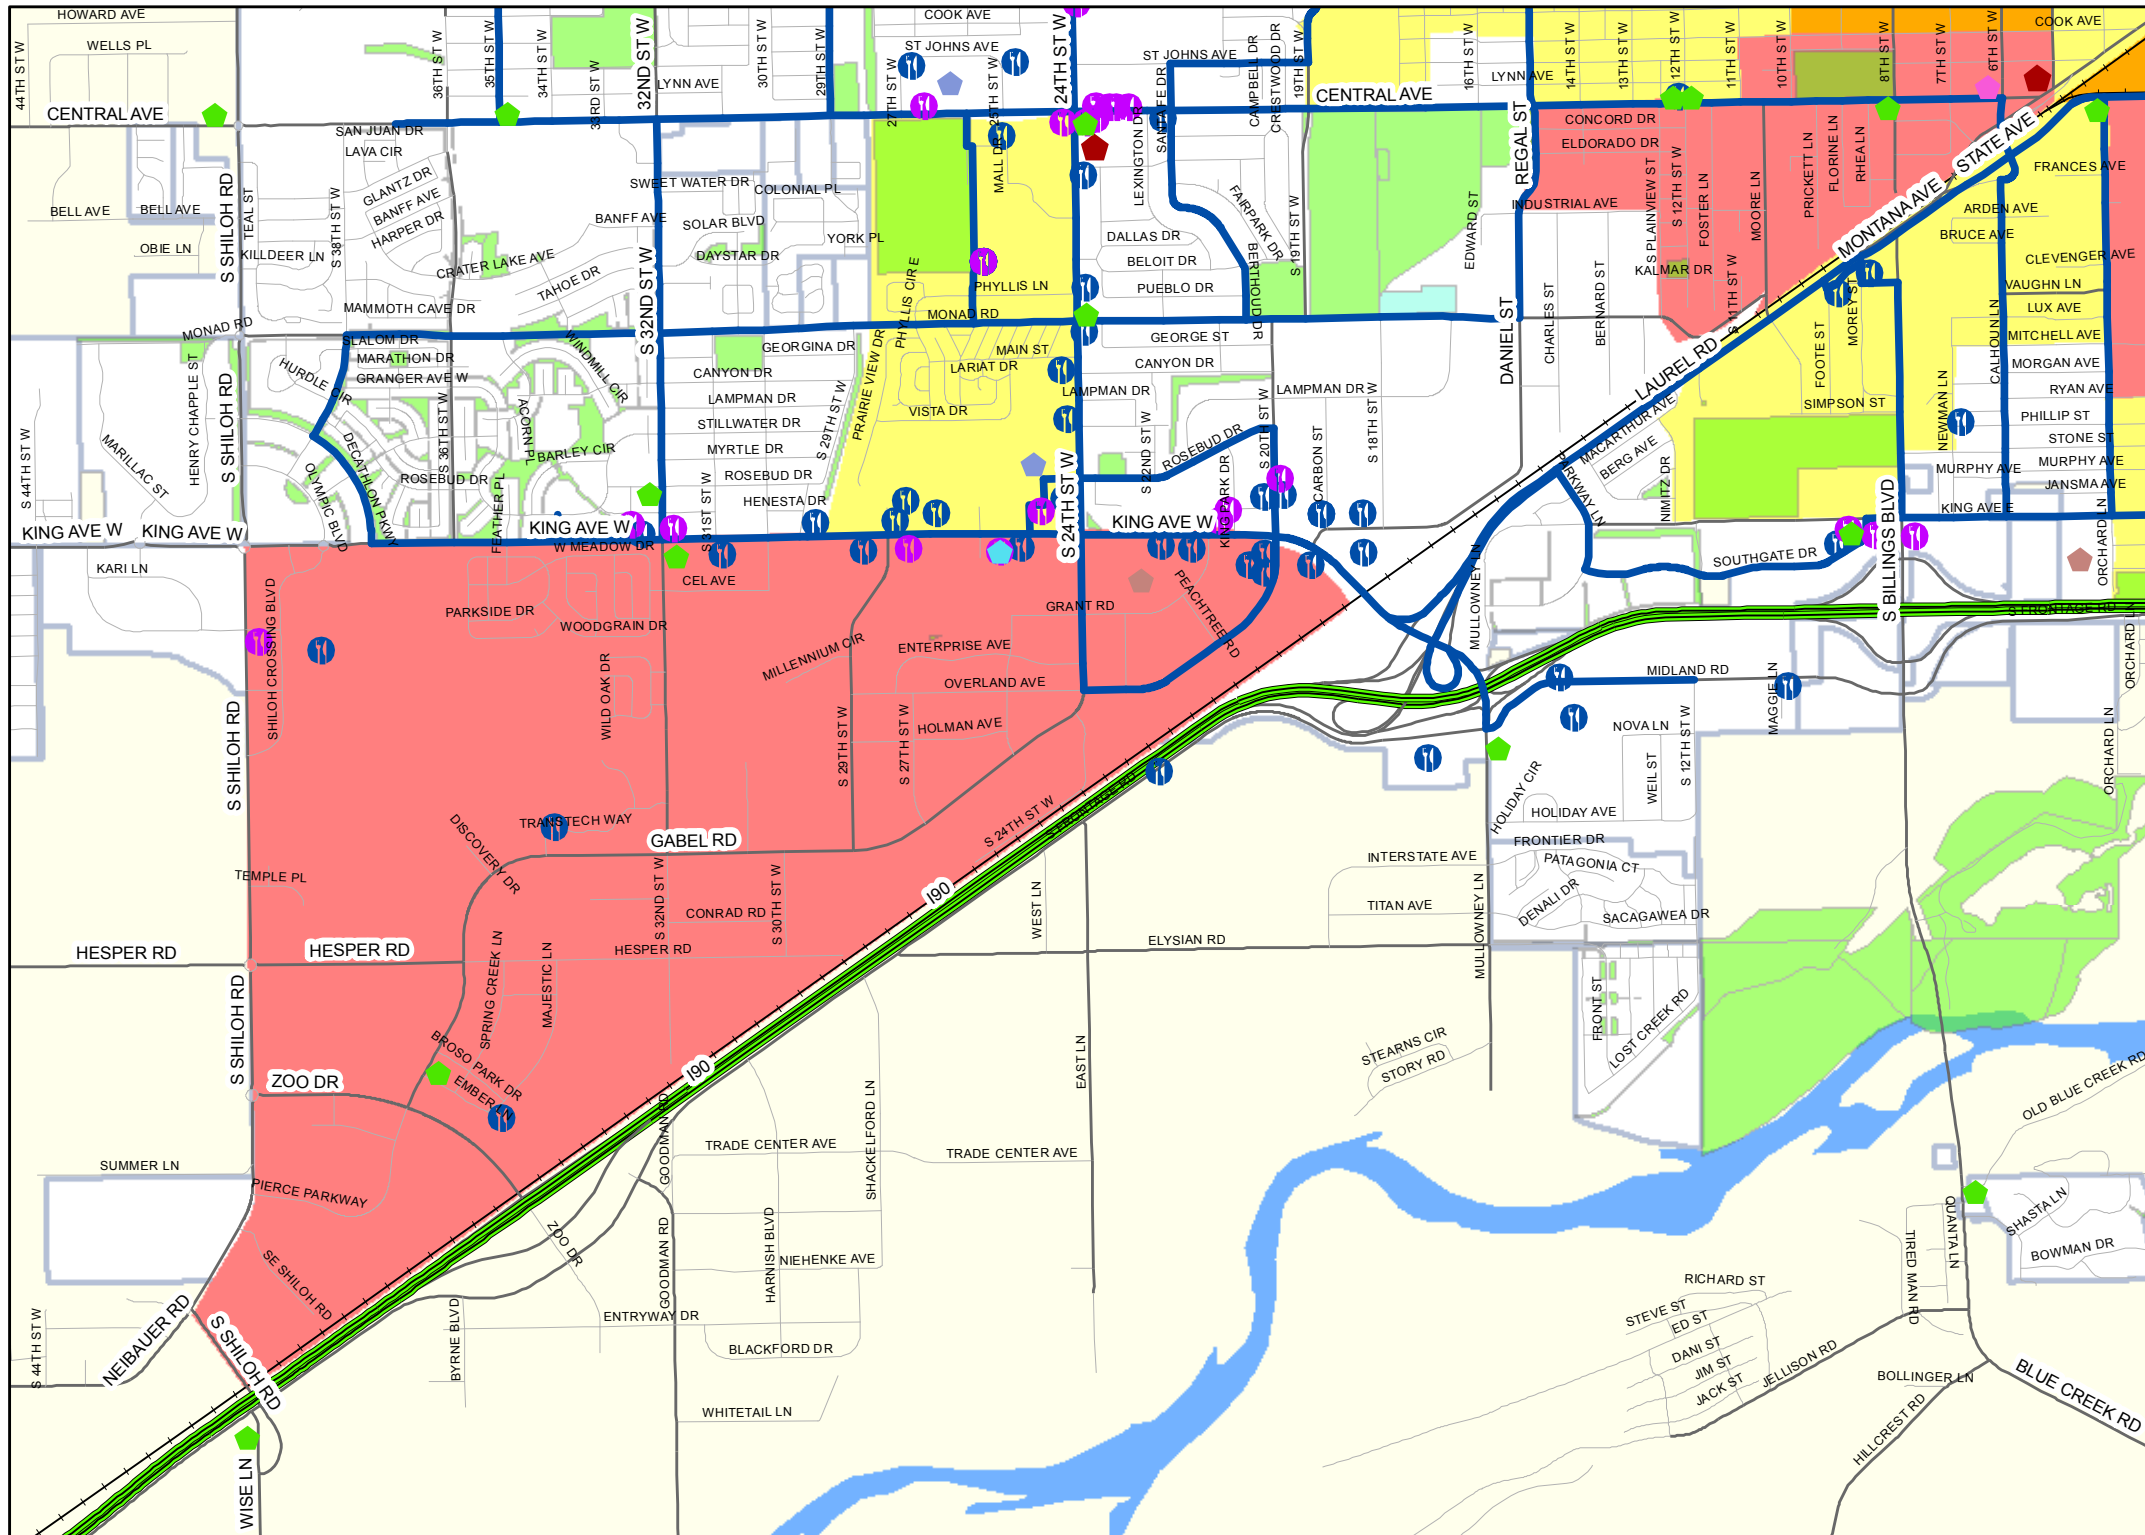 HOWARD AVE
WELLS PL
44TH ST W
36TH ST W
35TH ST W
34TH ST W
33RD ST W
32ND ST W
LYNN AVE
30TH ST W
29TH ST W
COOK AVE
ST JOHNS AVE
27TH ST W
25TH ST W
24TH ST W
ST JOHNS AVE
CAMPBELL DR
CRESTWOOD DR
19TH ST W
16TH ST W
LYNN AVE
14TH ST W
13TH ST W
12TH ST W
11TH ST W
10TH ST W
8TH ST W
7TH ST W
6TH ST W
COOK AVE
CENTRAL AVE
CENTRAL AVE
SAN JUAN DR
LAVA CIR
GLANTZ DR
BANFF AVE
HARPER DR
BELL AVE
BELL AVE
OBIE LN
S SHILOH RD
TEAL ST
KILLDEER LN
S 38TH ST W
CRATER LAKE AVE
TAHOE DR
MAMMOTH CAVE DR
BANFF AVE
SWEET WATER DR
COLONIAL PL
SOLAR BLVD
YORK PL
DAYSTAR DR
S 32ND ST W
MALL DR
LEXINGTON DR
SANTA FE DR
FAIRPARK DR
BERTHOUD DR
S 19TH ST W
DALLAS DR
BELOIT DR
PUEBLO DR
PHYLLIS LN
PHYLLIS CIR E
MONAD RD
MONAD RD
REGAL ST
EDWARD ST
INDUSTRIAL AVE
CONCORD DR
ELDORADO DR
S PLAINVIEW ST
S 12TH ST W
FOSTER LN
MOORE LN
PRICKETT LN
FLORINE LN
RHEA LN
KALMAR DR
S 11TH ST W
MONTANA AVE
STATE AVE
FRANCES AVE
ARDEN AVE
BRUCE AVE
CLEVENGER AVE
VAUGHN LN
LUX AVE
MITCHELL AVE
MORGAN AVE
RYAN AVE
PHILLIP ST
STONE ST
MURPHY AVE
MURPHY AVE
JANSMA AVE
KING AVE E
CALHOUN LN
NEWMAN LN
MOREY ST
FOOTE ST
SIMPSON ST
LAUREL RD
MACARTHUR AVE
BERG AVE
NIMITZ DR
PARKWAY LN
DANIEL ST
CHARLES ST
BERNARD ST
SLALOM DR
MARATHON DR
GRANGER AVE W
HURDLE CIR
WINDMILL CIR
ACORN PL
BARLEY CIR
S 36TH ST W
ROSEBUD DR
FEATHER PL
DECATHLON PKWY
OLYMPIC BLVD
HENRY CHAPPLE ST
MARILLAC ST
S 44TH ST W
S SHILOH RD
GEORGINA DR
CANYON DR
LAMPMAN DR
STILLWATER DR
MYRTLE DR
ROSEBUD DR
HENESTA DR
S 31ST ST W
S 29TH ST W
PRAIRIE VIEW DR
MAIN ST
LARIAT DR
VISTA DR
GEORGE ST
CANYON DR
LAMPMAN DR
LAMPMAN DR
S 22ND ST W
ROSEBUD DR
S 20TH ST W
CARBON ST
S 18TH ST W
KING PARK DR
S 24TH ST W
KING AVE W
KING AVE W
KING AVE W
KING AVE W
W MEADOW DR
KARI LN
SHILOH CROSSING BLVD
CEL AVE
PARKSIDE DR
WOODGRAIN DR
WILD OAK DR
MILLENNIUM CIR
ENTERPRISE AVE
GRANT RD
PEACHTREE RD
OVERLAND AVE
HOLMAN AVE
S 29TH ST W
S 27TH ST W
MULLOWNEY LN
SOUTHGATE DR
S BILLINGS BLVD
ORCHARD LN
S FRONTAGE RD
ORCHARD LN
MIDLAND RD
MAGGIE LN
NOVA LN
WEIL ST
S 12TH ST W
HOLIDAY CIR
HOLIDAY AVE
FRONTIER DR
PATAGONIA CT
DENALI DR
SACAGAWEA DR
ORCHARD LN
S SHILOH RD
TRANSTECH WAY
DISCOVERY DR
GABEL RD
TEMPLE PL
S 32ND ST W
S 30TH ST W
CONRAD RD
S 24TH ST W
S FRONTAGE RD
I90
WEST LN
INTERSTATE AVE
TITAN AVE
ELYSIAN RD
MULLOWNEY LN
HESPER RD
HESPER RD
HESPER RD
SPRING CREEK LN
MAJESTIC LN
S SHILOH RD
BROSO PARK DR
EMBER LN
ZOO DR
I90
GOODMAN RD
EAST LN
SHACKELFORD LN
TRADE CENTER AVE
TRADE CENTER AVE
STEARNS CIR
STORY RD
FRONT ST
LOST CREEK RD
OLD BLUE CREEK RD
SUMMER LN
PIERCE PARKWAY
SE SHILOH RD
NEIBAUER RD
S SHILOH RD
S 44TH ST W
WISE LN
ZOO DR
GOODMAN RD
HARNISH BLVD
NIEHENKE AVE
ENTRYWAY DR
BYRNE BLVD
BLACKFORD DR
WHITETAIL LN
QUANTA LN
TIRED MAN RD
SHASTA LN
BOWMAN DR
RICHARD ST
STEVE ST
ED ST
DANI ST
JIM ST
JACK ST
JELLISON RD
BOLLINGER LN
HILLCREST RD
BLUE CREEK RD